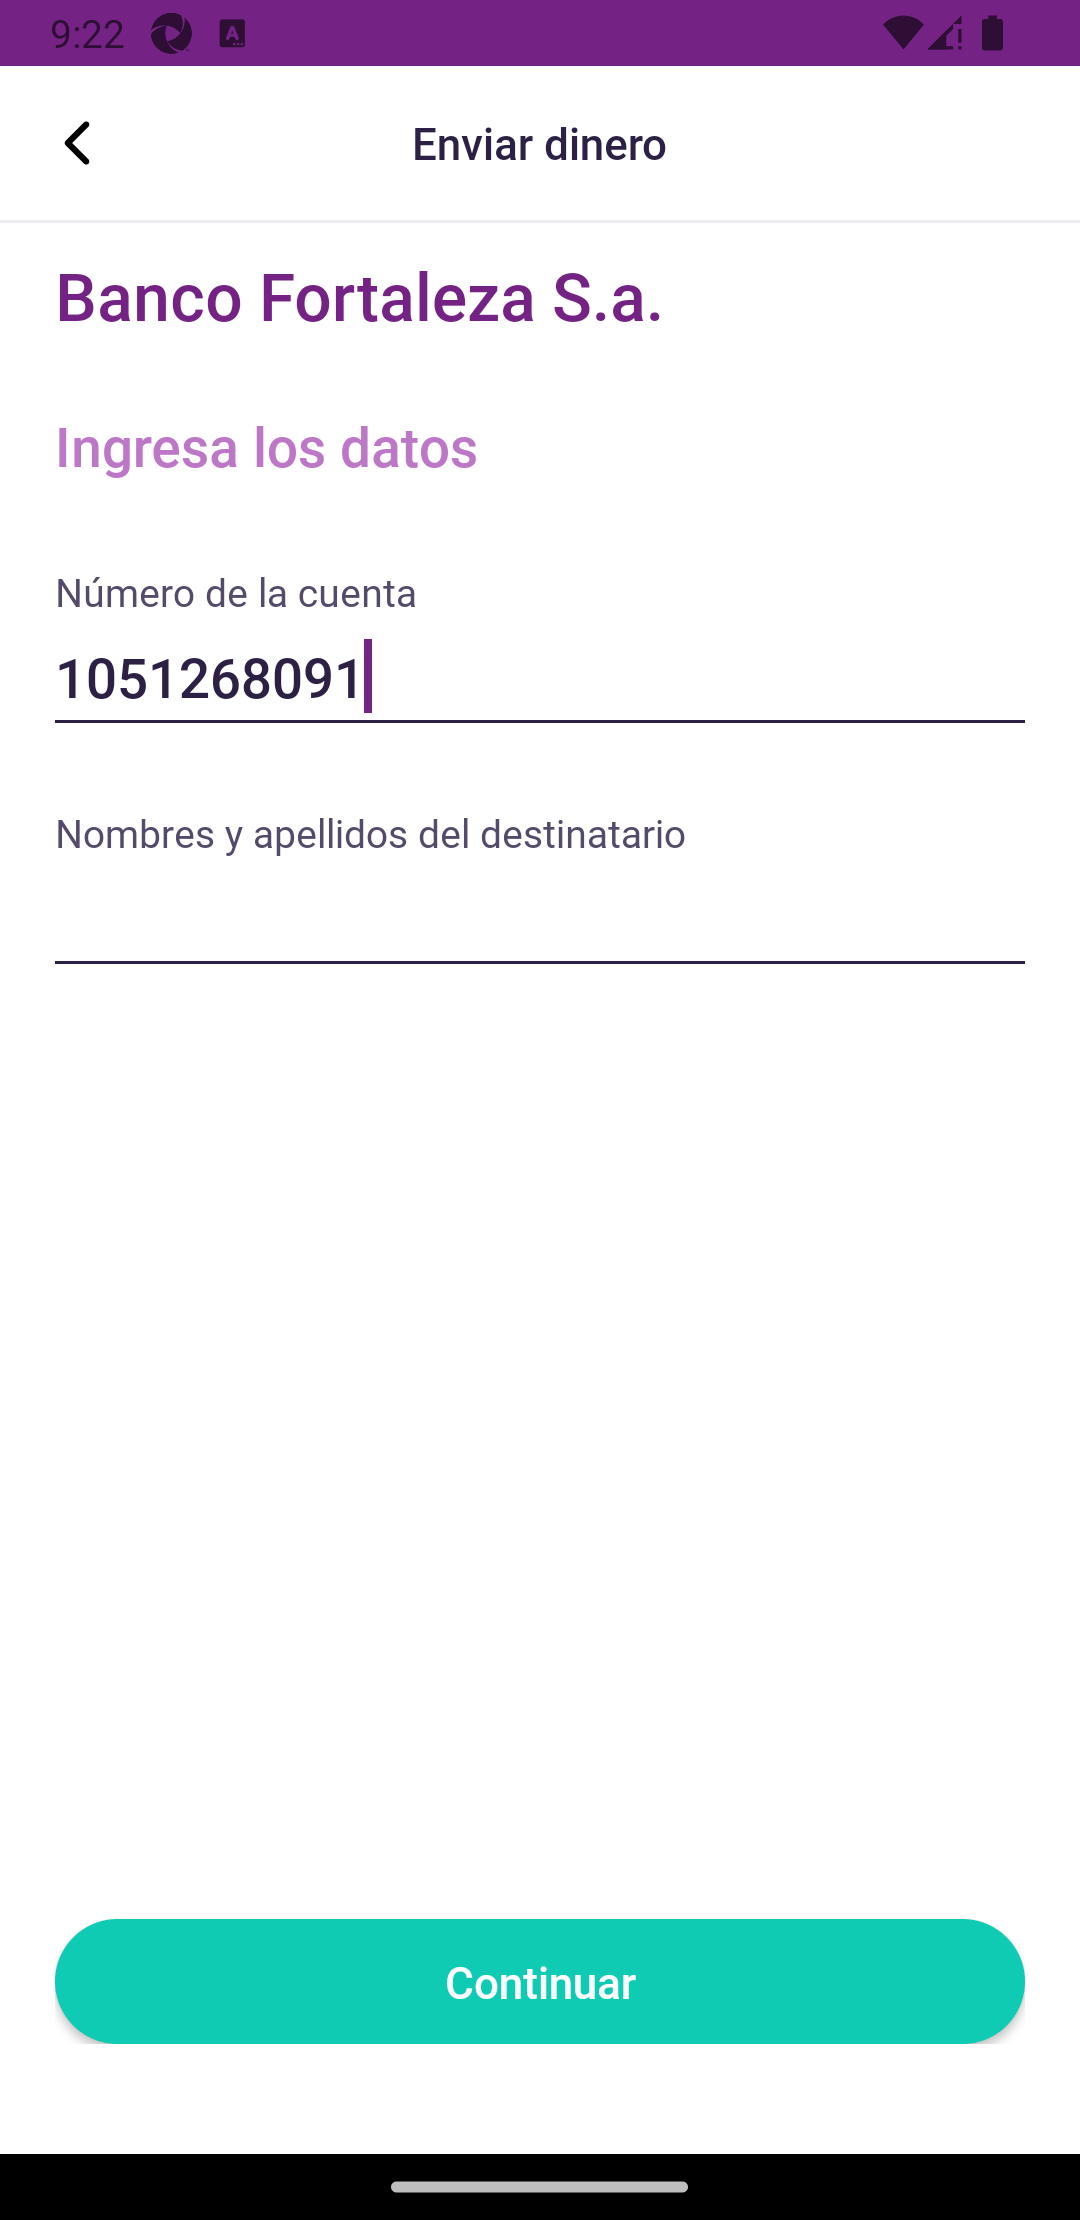 9:22
Enviar dinero
Banco Fortaleza S.a.
Ingresa los datos
Número de la cuenta
1051268091
Nombres y apellidos del destinatario
Continuar